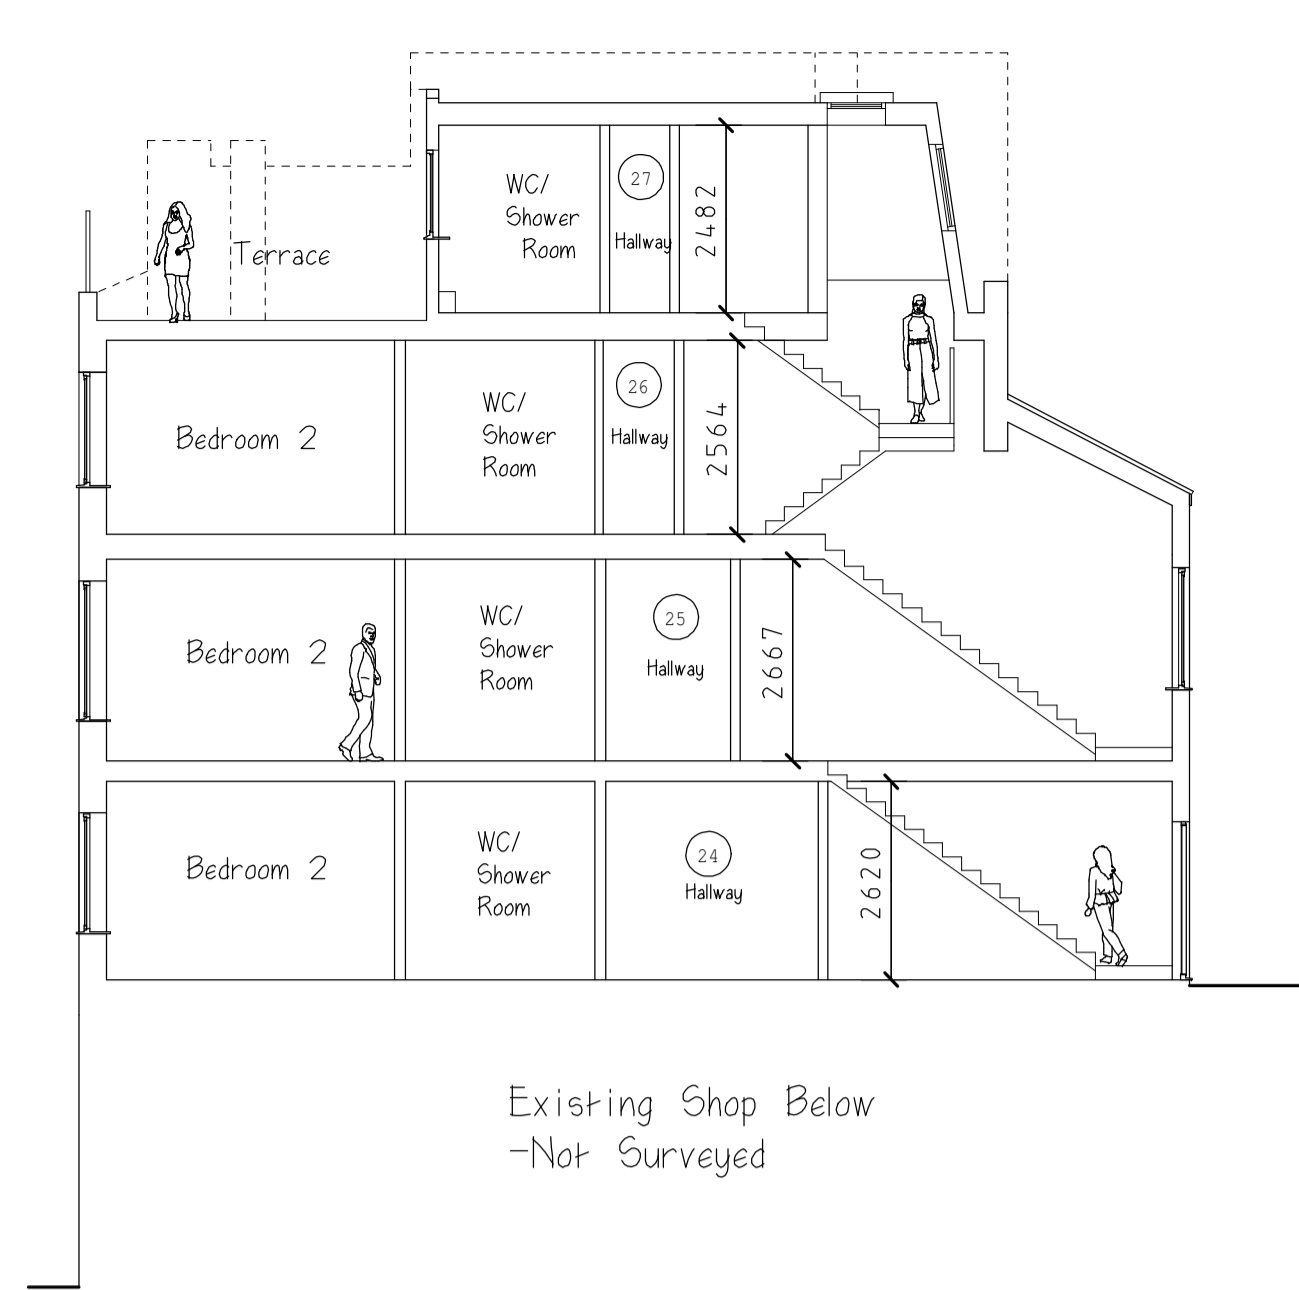 WC/
Shower
Room
27
Hallway
2482
Terrace
Bedroom 2
WC/
Shower
Room
26
Hallway
2564
Bedroom 2
WC/
Shower
Room
25
Hallway
2667
Bedroom 2
WC/
Shower
Room
24
Hallway
2620
Existing Shop Below
-Not Surveyed